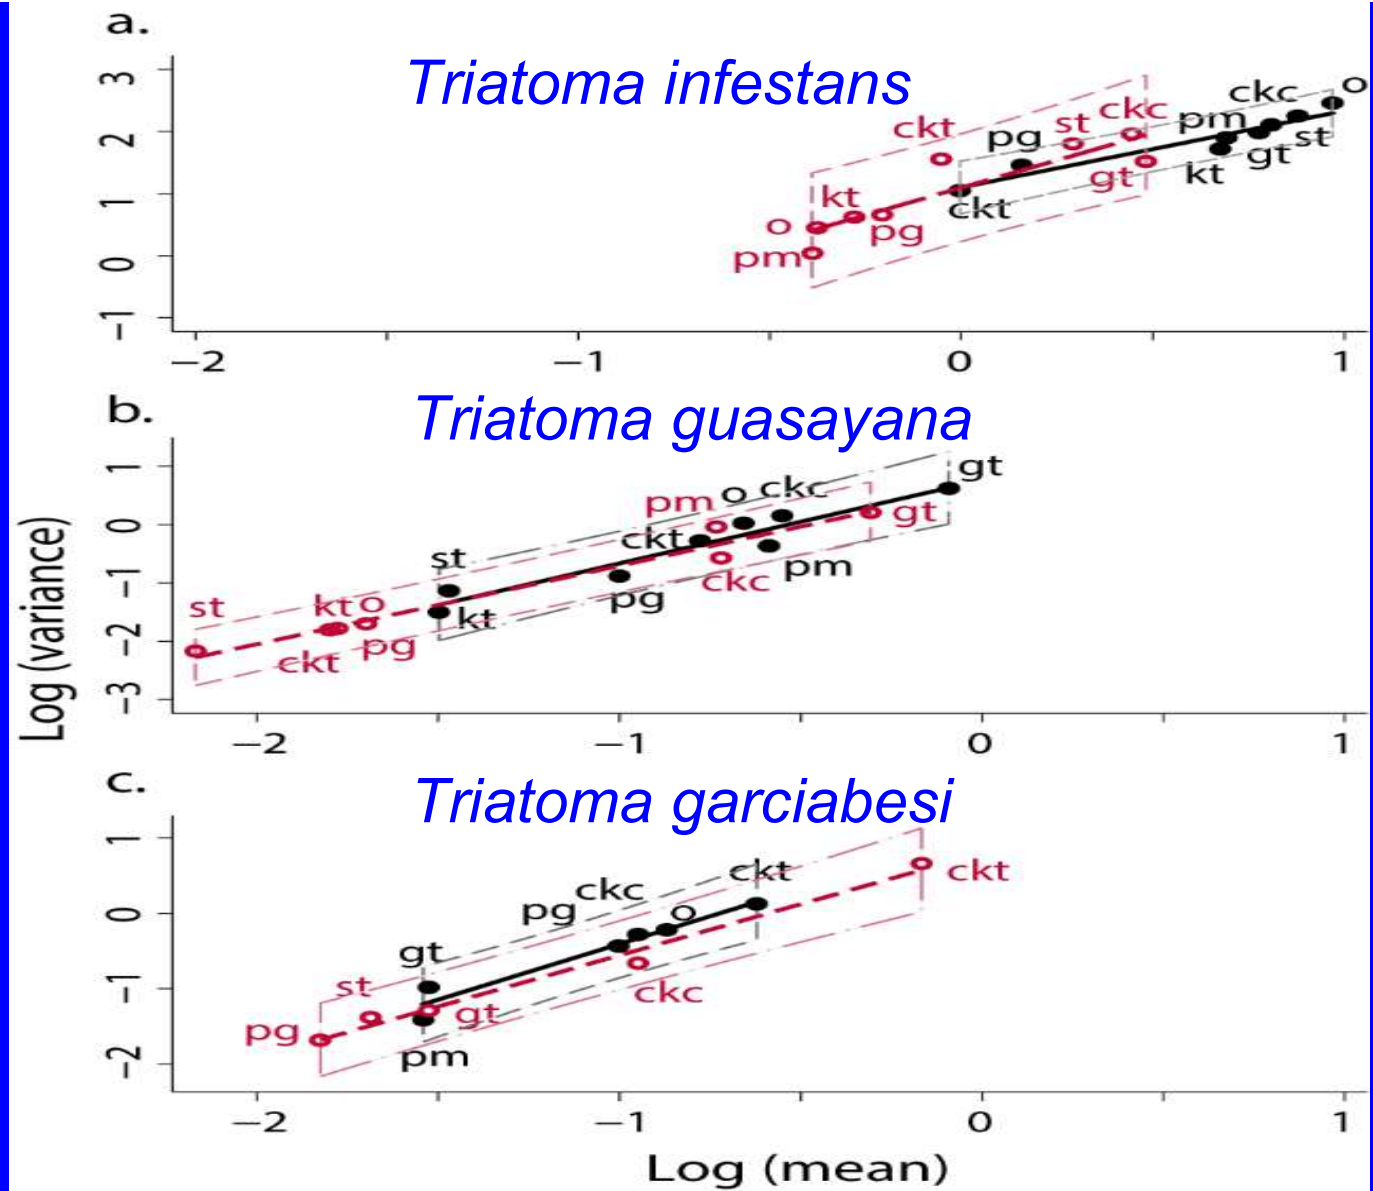 a.
Triatoma infestans
3
2
1
0
−1
ckt
pg
st
ckc
pm
ckc
o
kt
gt
st
gt
ckt
kt
o
pg
pm
−2
−1
0
1
b.
Triatoma guasayana
1
0
−1
−2
−3
gt
pm
o
ckc
gt
ckt
st
pm
ckc
pg
kt
st
kt
o
pg
ckt
−2
−1
0
1
Log (variance)
c.
Triatoma garciabesi
1
0
−1
−2
ckt
ckt
ckc
pg
o
gt
st
ckc
gt
pg
pm
−2
−1
0
1
Log (mean)